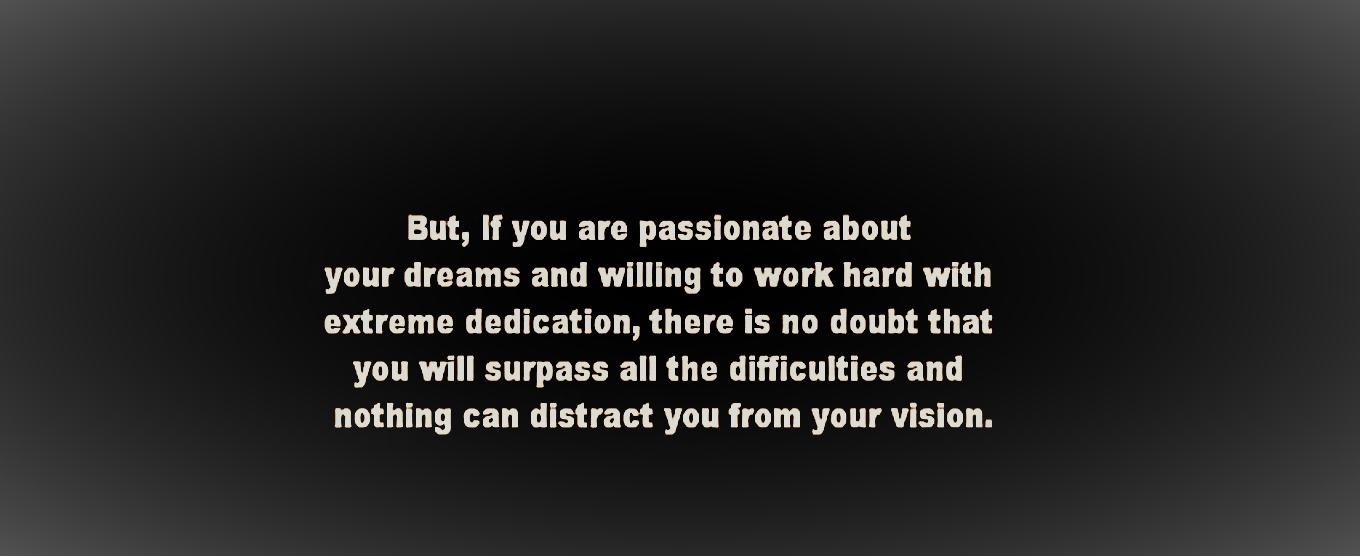 But, If you are passionate about
your dreams and willing to work hard with
extreme dedication, there is no doubt that
you will surpass all the difficulties and
nothing can distract you from your vision.